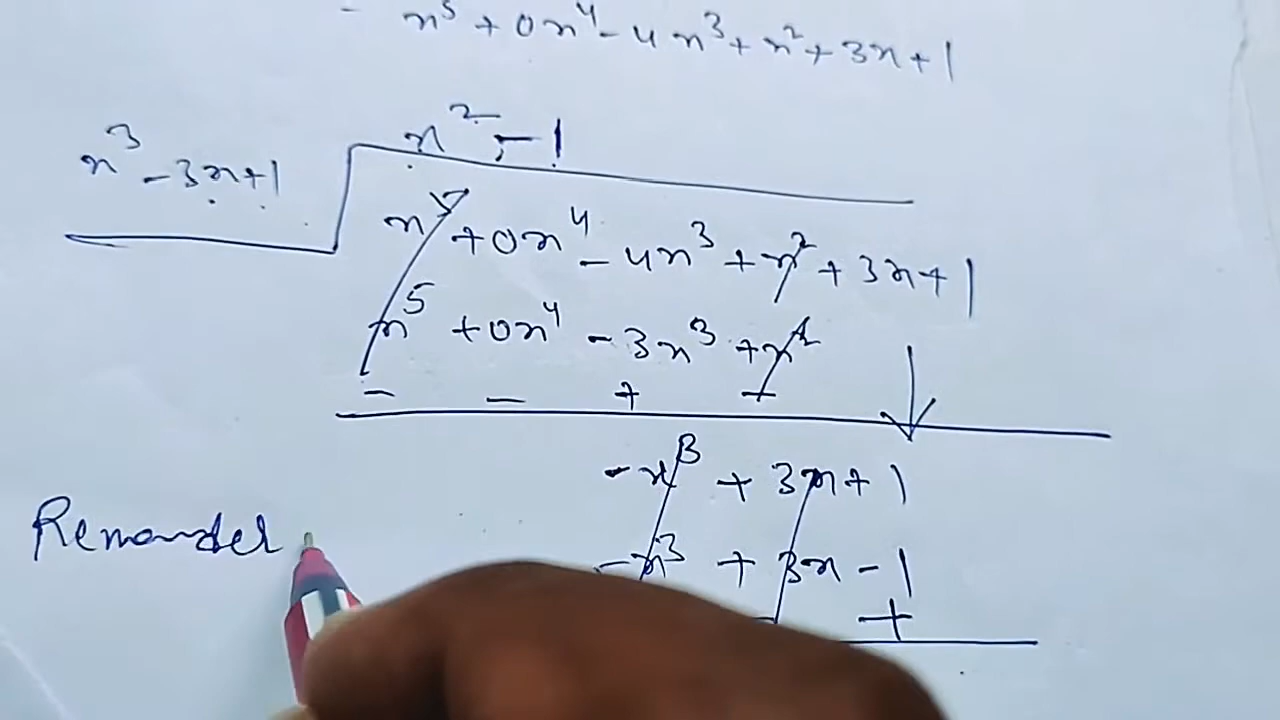 - x⁵ + 0x⁴ - 4x³ + x² + 3x + 1
x² - 1
x³ - 3x + 1
x⁵ + 0x⁴ - 4x³ + x² + 3x + 1
x⁵ + 0x⁴ - 3x³ + x²
- - + -
-x³ + 3x + 1
-x³ + 3x - 1
- +
Remander